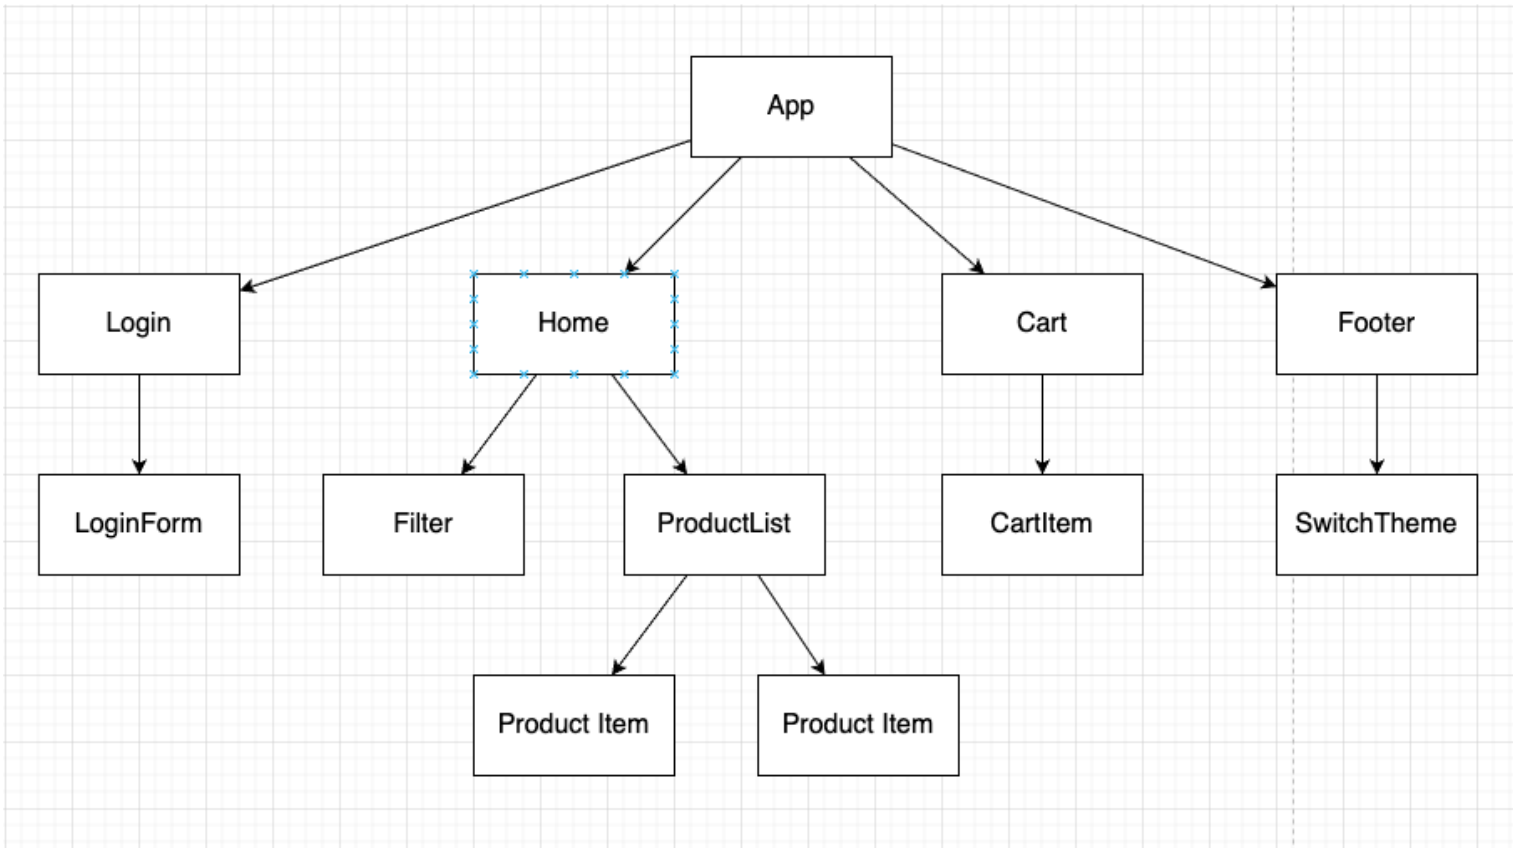 App
Login
Home
Cart
Footer
LoginForm
Filter
ProductList
CartItem
SwitchTheme
Product Item
Product Item